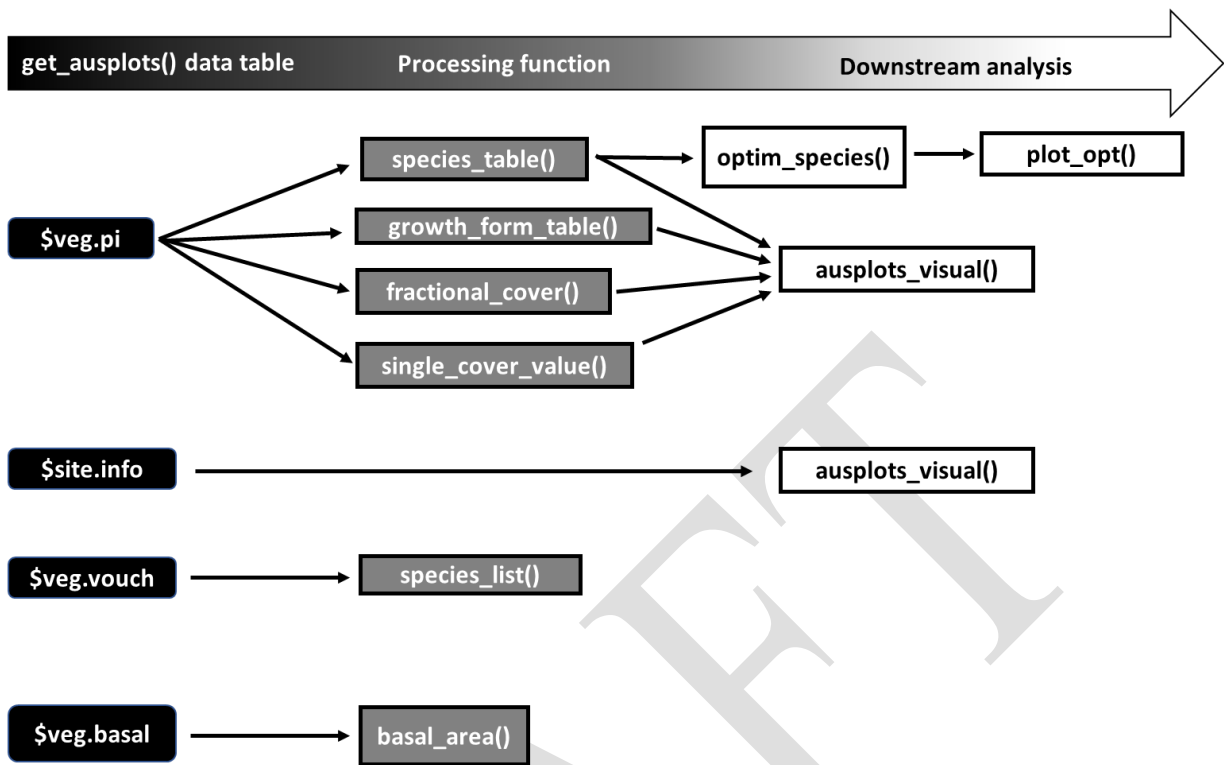 get_ausplots() data table Processing function Downstream analysis
species_table() optim_species() plot_opt()
$veg.pi growth_form_table() ausplots_visual()
fractional_cover()
single_cover_value()
$site.info ausplots_visual()
$veg.vouch species_list()
$veg.basal basal_area()